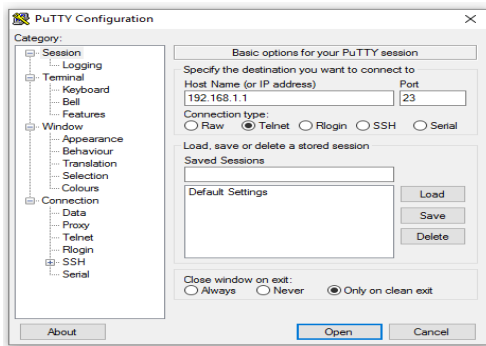 PuTTY Configuration
Category:
Session
Logging
Terminal
Keyboard
Bell
Features
Window
Appearance
Behaviour
Translation
Selection
Colours
Connection
Data
Proxy
Telnet
Rlogin
SSH
Serial
Basic options for your PuTTY session
Specify the destination you want to connect to
Host Name (or IP address) Port
192.168.1.1 23
Connection type:
Raw Telnet Rlogin SSH Serial
Load, save or delete a stored session
Saved Sessions
Default Settings
Load
Save
Delete
Close window on exit:
Always Never Only on clean exit
About Open Cancel